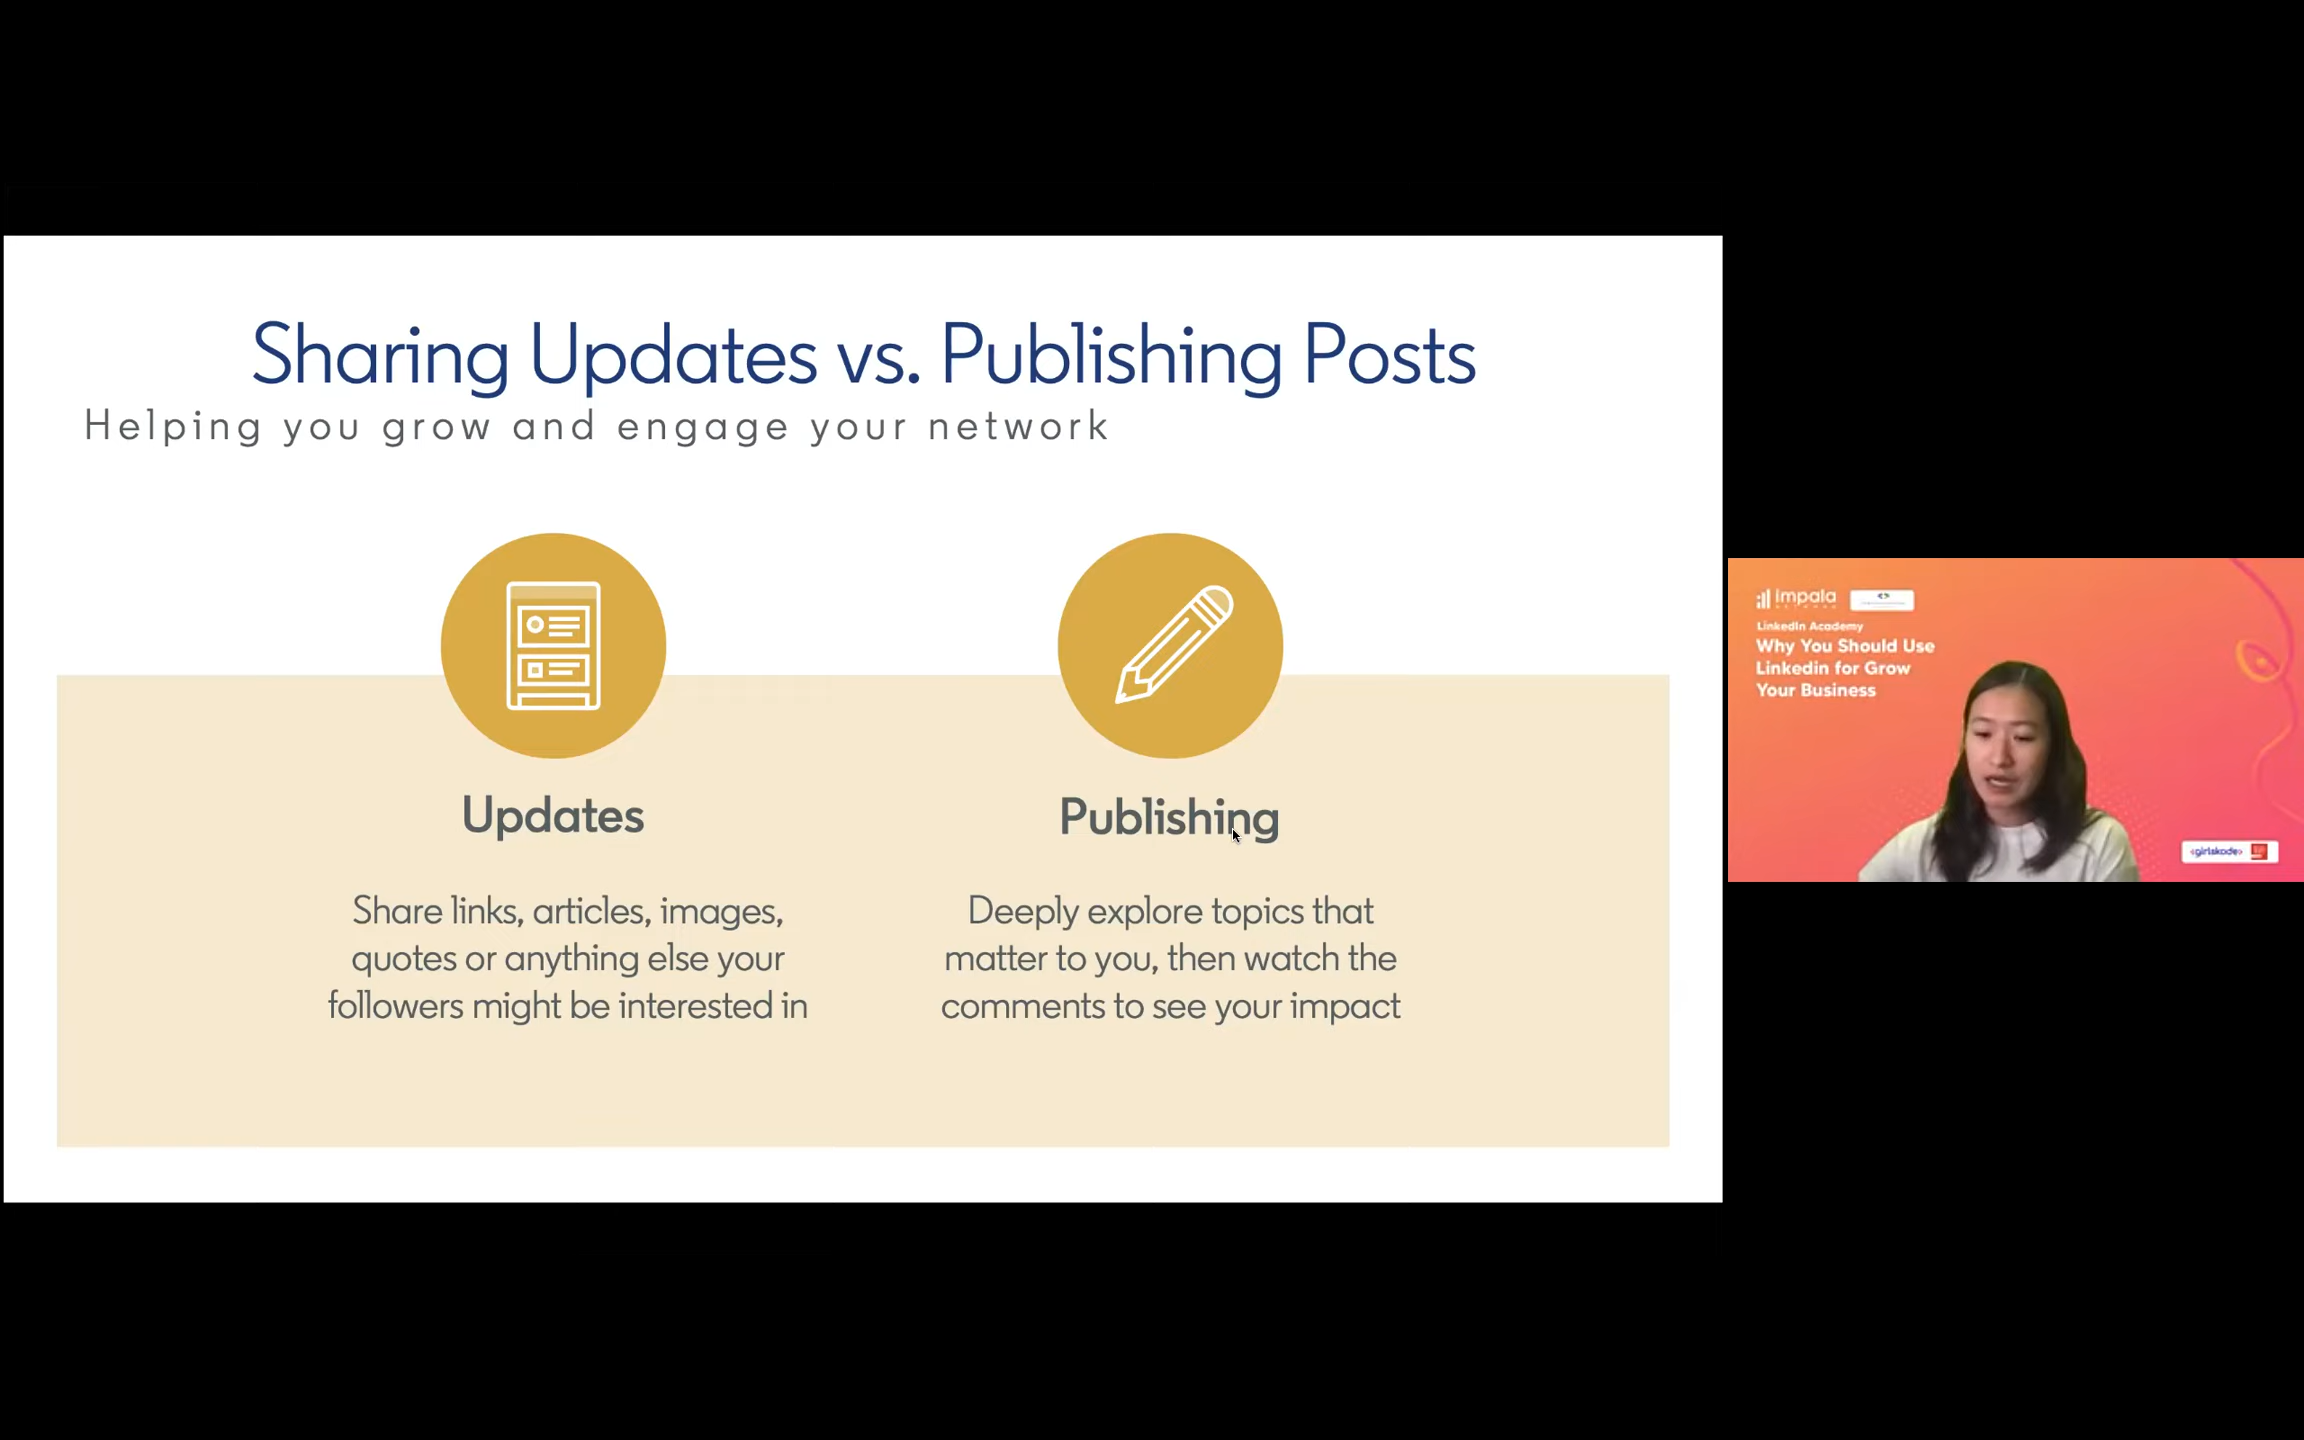 Sharing Updates vs. Publishing Posts
Helping you grow and engage your network
Updates
Share links, articles, images,
quotes or anything else your
followers might be interested in
Publishing
Deeply explore topics that
matter to you, then watch the
comments to see your impact
impala
LinkedIn Academy
Why You Should Use
Linkedin for Grow
Your Business
<girlskode>